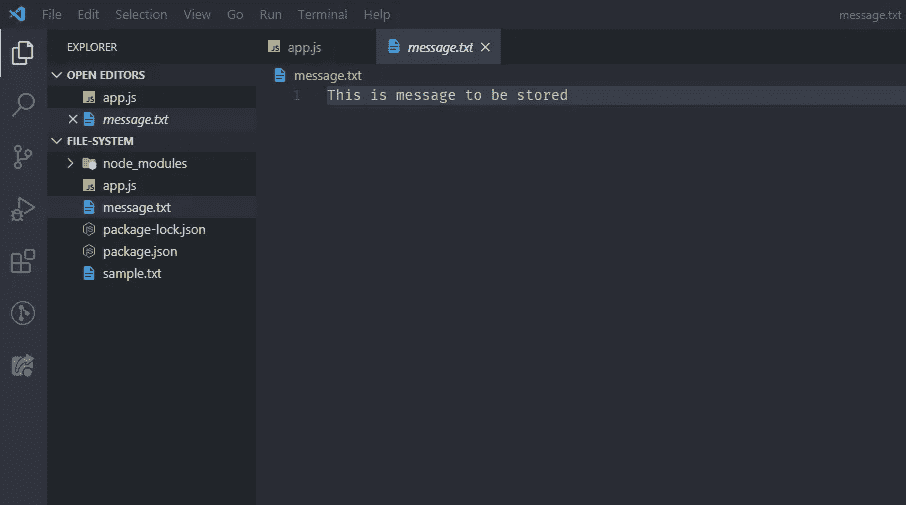 File Edit Selection View Go Run Terminal Help message.txt
EXPLORER
OPEN EDITORS
app.js
message.txt
FILE-SYSTEM
node_modules
app.js
message.txt
package-lock.json
package.json
sample.txt
app.js message.txt
message.txt
1 This is message to be stored